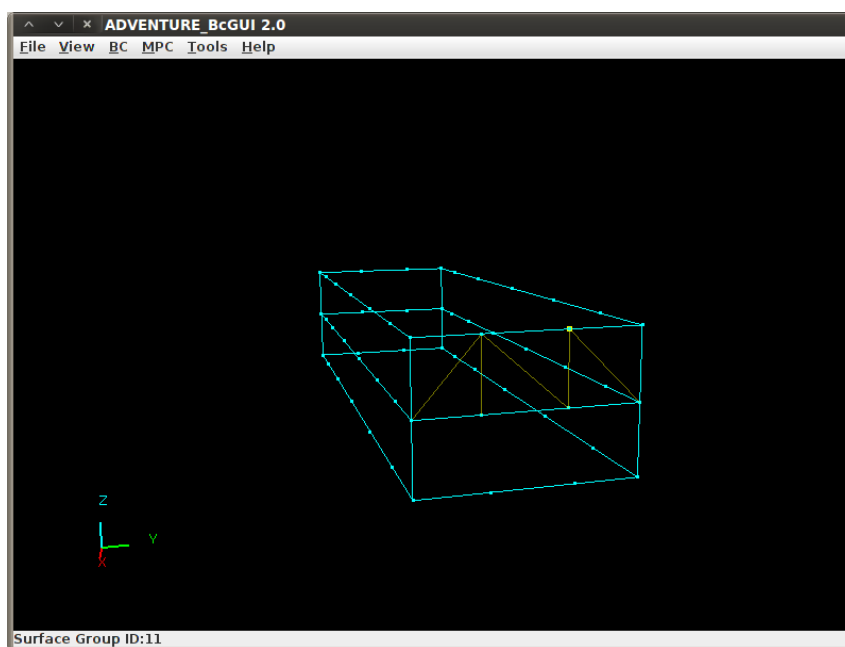 ADVENTURE_BcGUI 2.0
File View BC MPC Tools Help
Z
Y
X
Surface Group ID:11